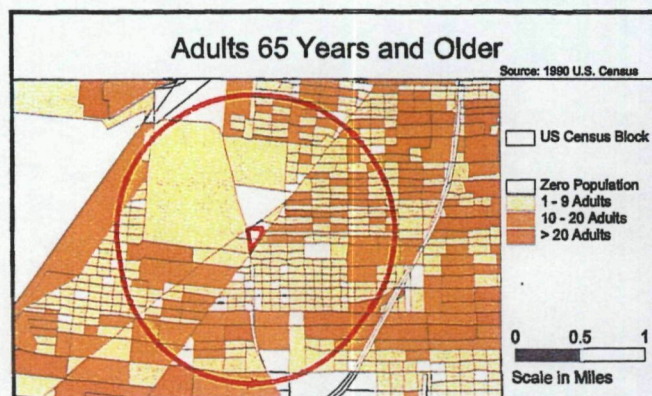 Adults 65 Years and Older
Source: 1990 U.S. Census
US Census Block
Zero Population
1 - 9 Adults
10 - 20 Adults
> 20 Adults
0 0.5 1
Scale in Miles